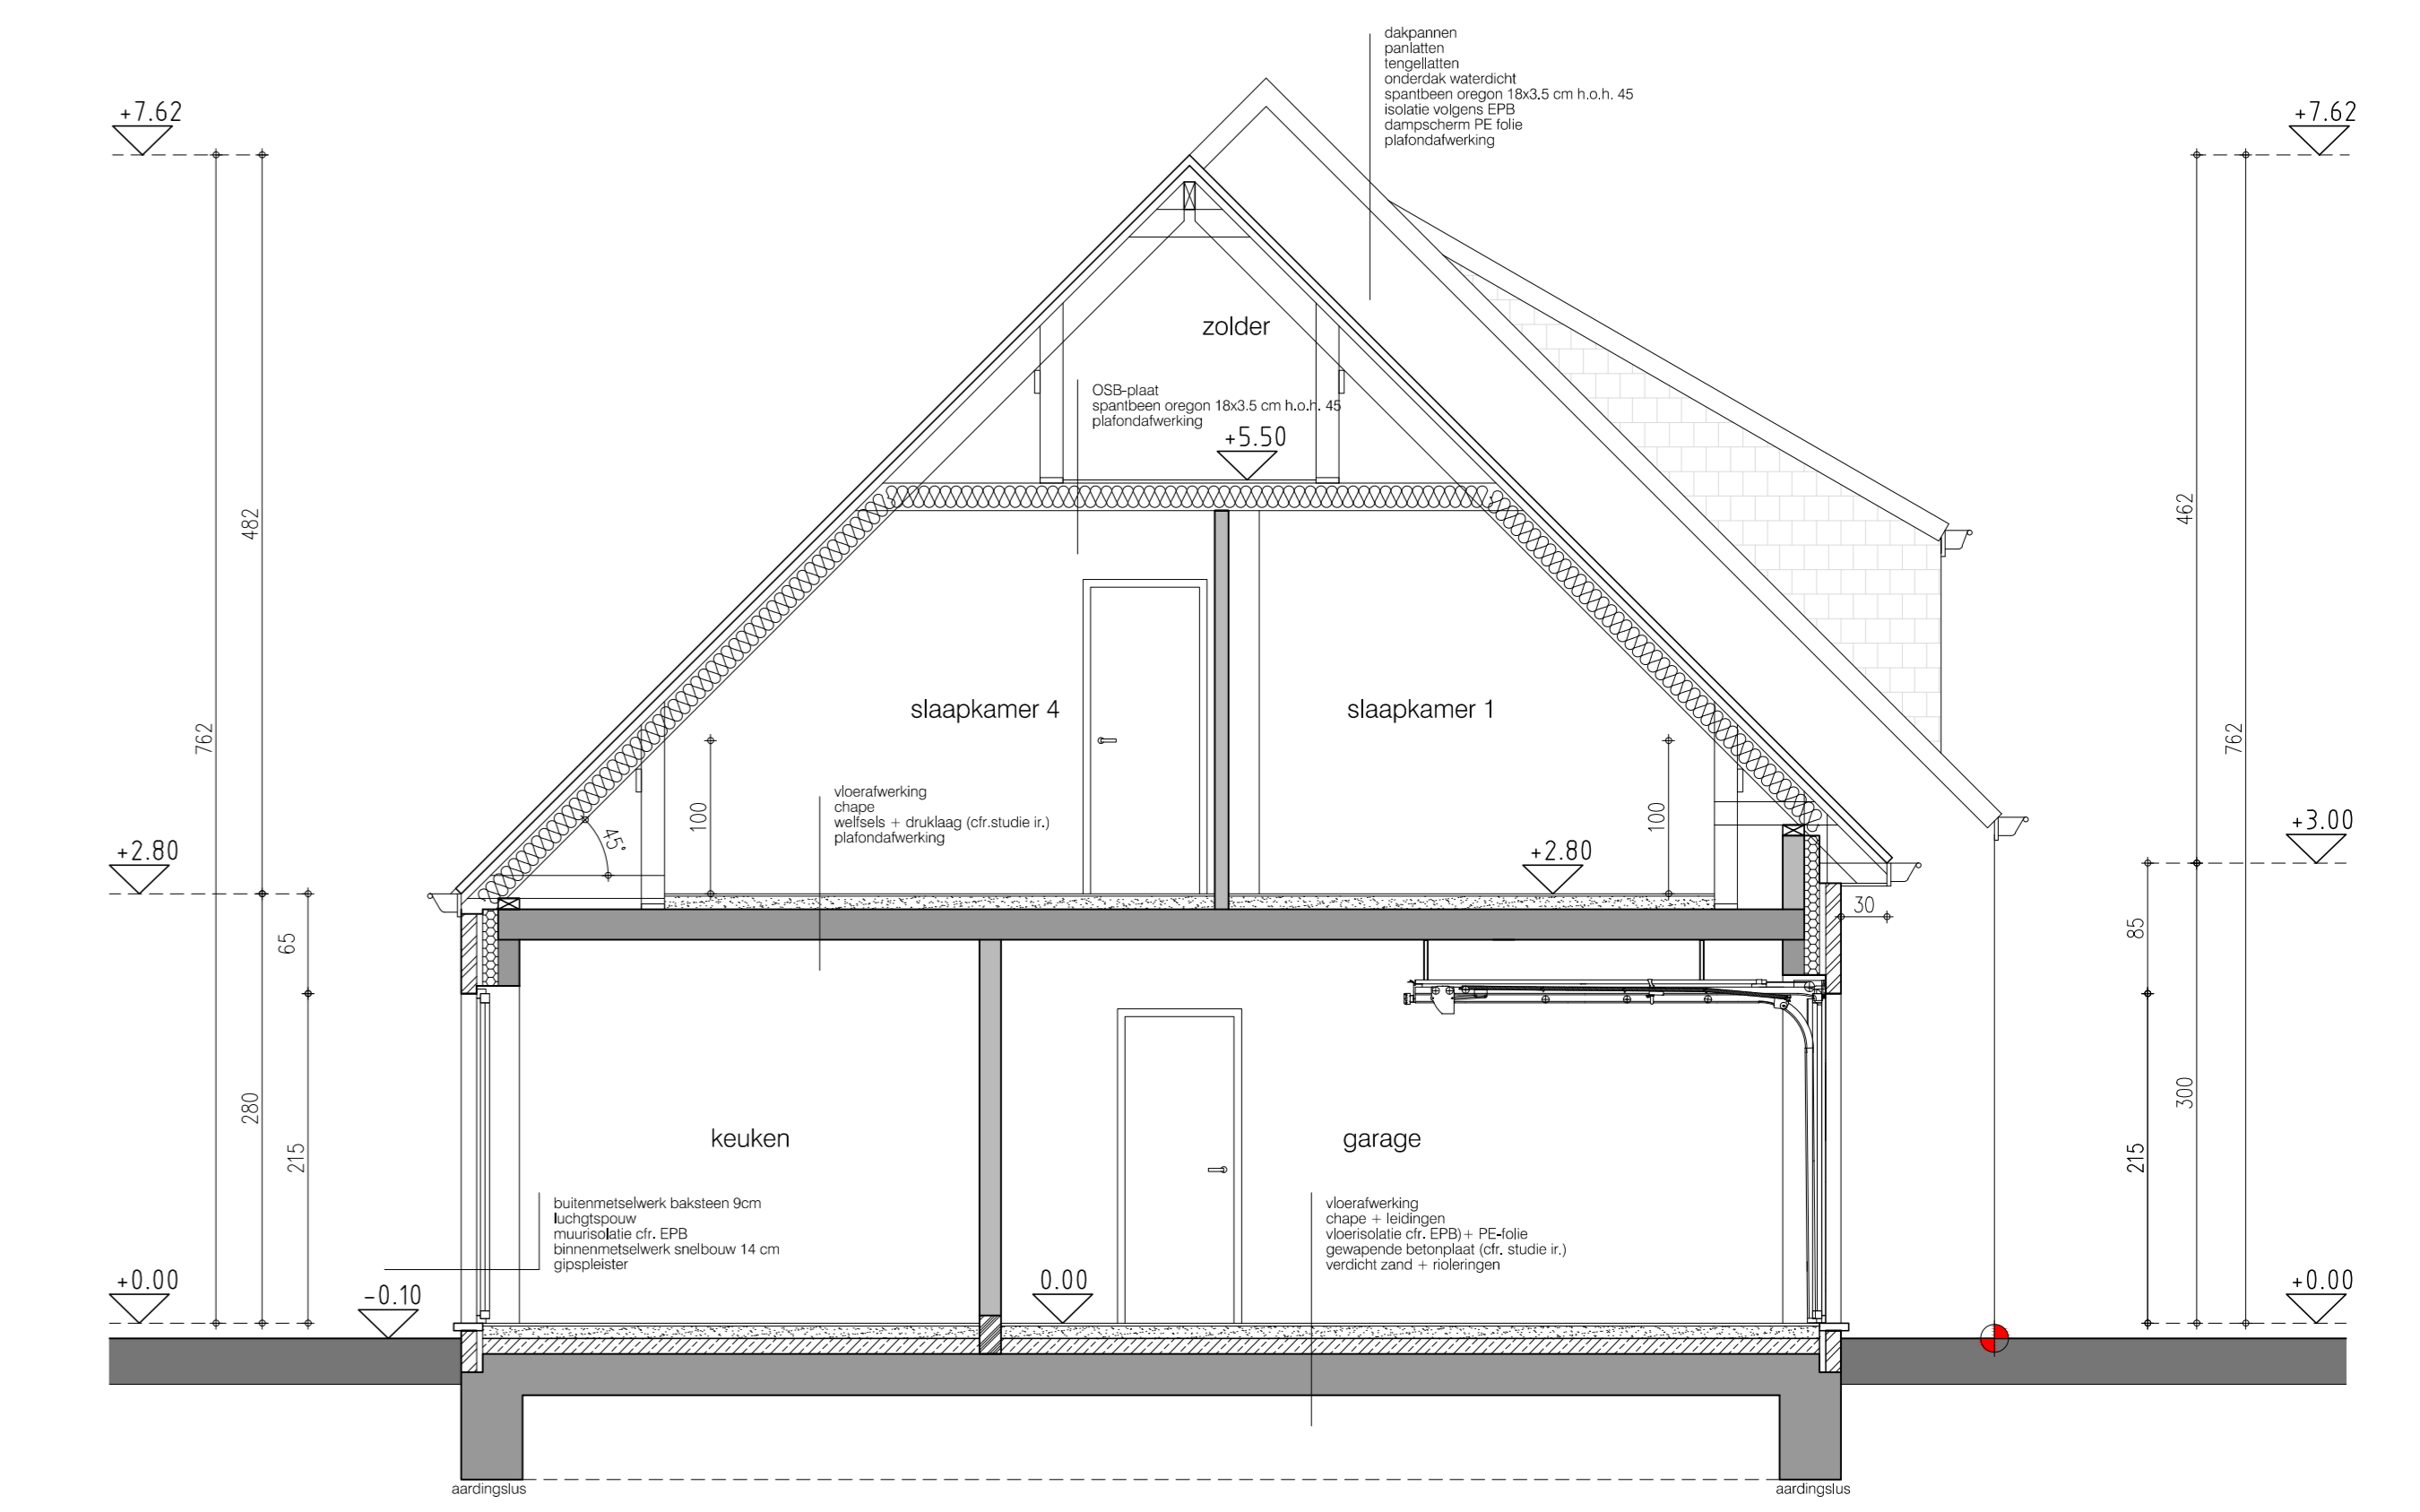 dakpannen
panlatten
tengellatten
onderdak waterdicht
spantbeen oregon 18x3.5 cm h.o.h. 45
isolatie volgens EPB
dampscherm PE folie
plafondafwerking
+7.62
+7.62
zolder
OSB-plaat
spantbeen oregon 18x3.5 cm h.o.h. 45
plafondafwerking
+5.50
482
462
762
762
slaapkamer 4
slaapkamer 1
100
100
45°
vloerafwerking
chape
welfsels + druklaag (cfr.studie ir.)
plafondafwerking
+2.80
+2.80
+3.00
30
65
85
280
300
215
215
keuken
garage
buitenmetselwerk baksteen 9cm
luchgtspouw
muurisolatie cfr. EPB
binnenmetselwerk snelbouw 14 cm
gipspleister
vloerafwerking
chape + leidingen
vloerisolatie cfr. EPB)+ PE-folie
gewapende betonplaat (cfr. studie ir.)
verdicht zand + rioleringen
+0.00
-0.10
0.00
+0.00
aardingslus
aardingslus